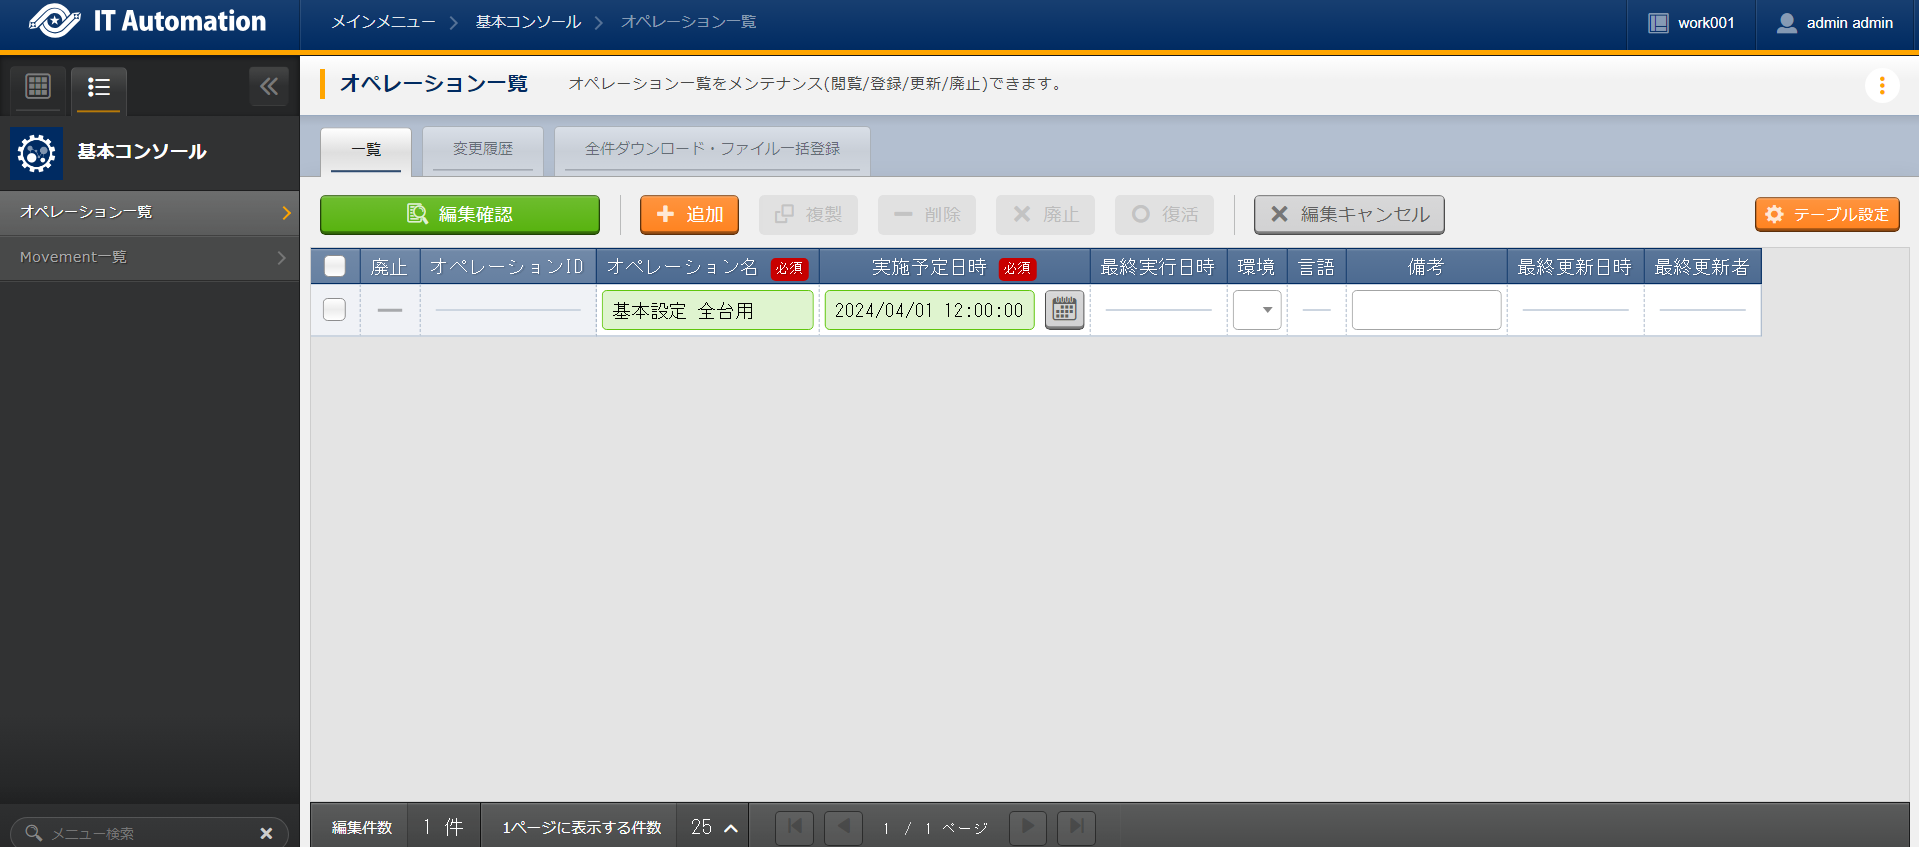 IT Automation
メインメニュー 基本コンソール オペレーション一覧
work001
admin admin
基本コンソール
オペレーション一覧
Movement一覧
メニュー検索
オペレーション一覧 オペレーション一覧をメンテナンス(閲覧/登録/更新/廃止)できます。
一覧 変更履歴 全件ダウンロード・ファイル一括登録
編集確認 追加 複製 削除 廃止 復活 編集キャンセル テーブル設定
廃止 オペレーションID オペレーション名 必須 実施予定日時 必須 最終実行日時 環境 言語 備考 最終更新日時 最終更新者
基本設定 全台用 2024/04/01 12:00:00
編集件数 1 件 1ページに表示する件数 25 1 / 1 ページ